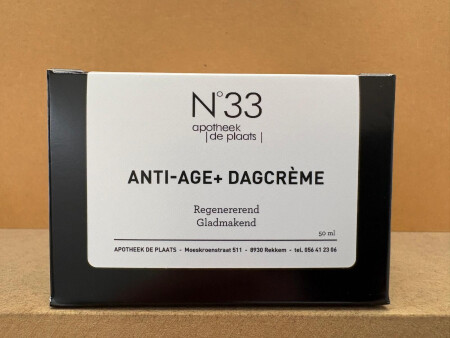 N°33
apotheek
|de plaats|
ANTI-AGE+ DAGCRÈME
Regenererend
Gladmakend
50 ml
APOTHEEK DE PLAATS - Moeskroenstraat 511 - 8930 Rekkem - tel. 056 41 23 06